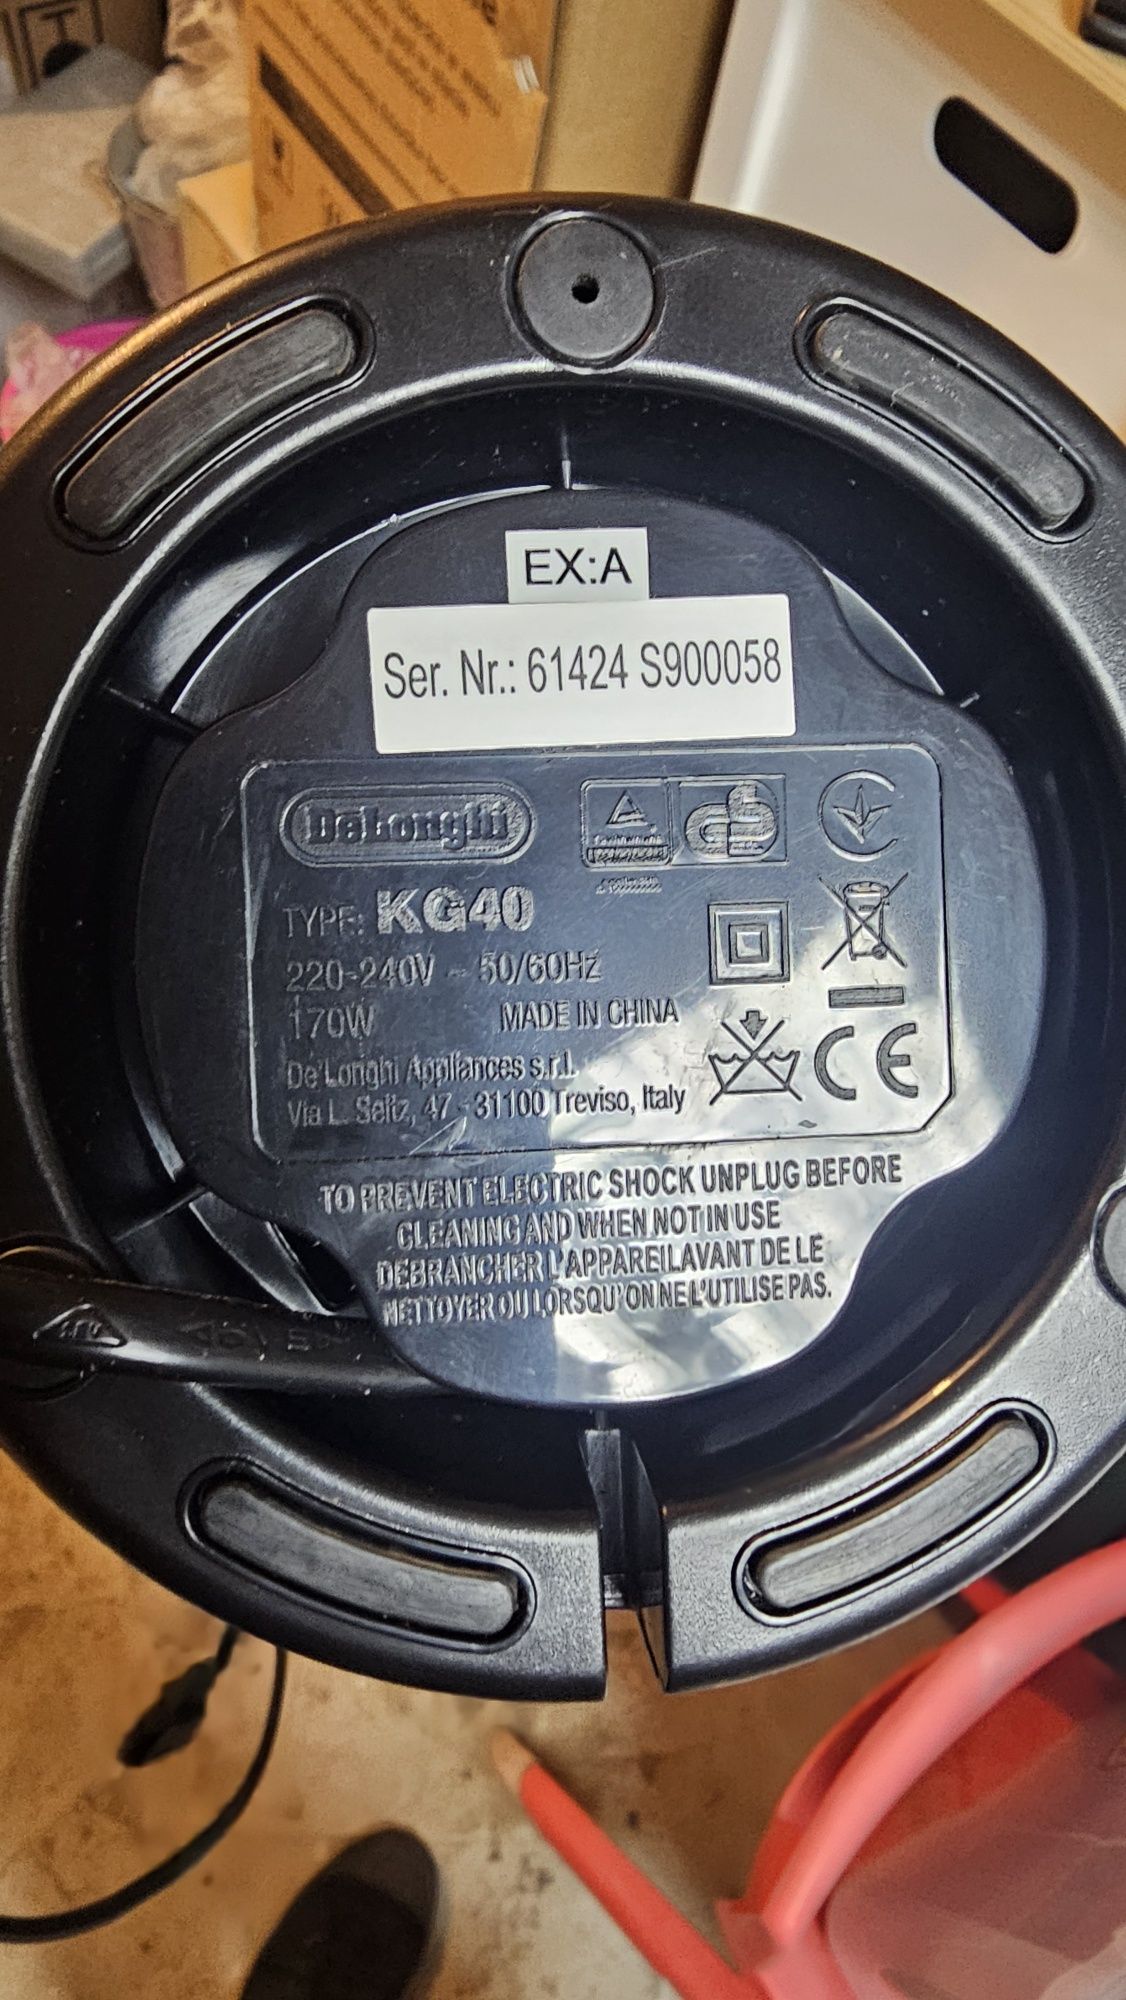 EX:A
Ser. Nr.: 61424 S900058
DeLonghi
TYPE: KG40
220-240V ~ 50/60Hz
170W MADE IN CHINA
De'Longhi Appliances s.r.l.
Via L. Seitz, 47 - 31100 Treviso, Italy
CE
TO PREVENT ELECTRIC SHOCK UNPLUG BEFORE
CLEANING AND WHEN NOT IN USE
DEBRANCHER L'APPAREIL AVANT DE LE
NETTOYER OU LORSQU'ON NE L'UTILISE PAS.